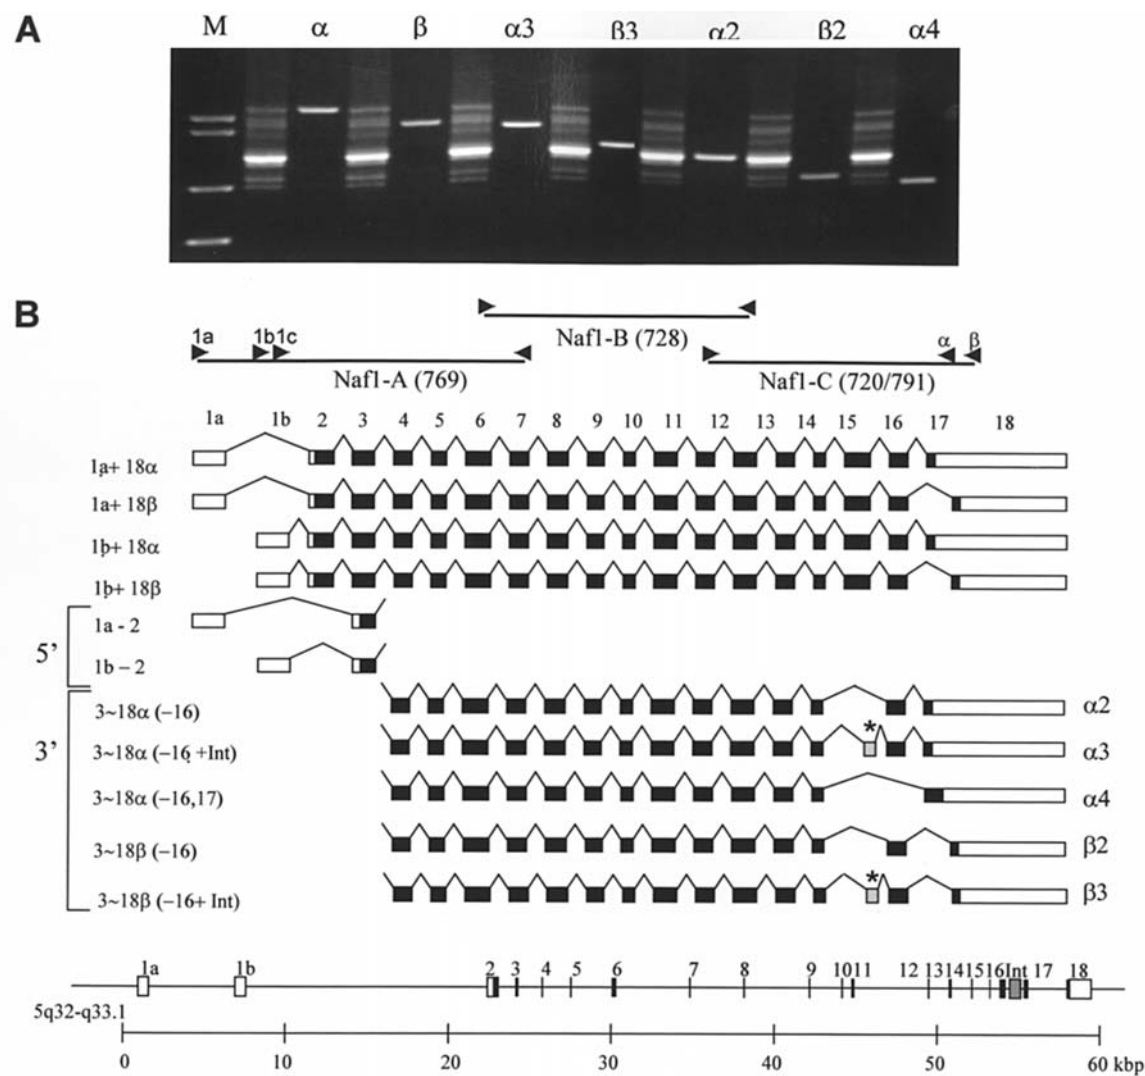 A
M α β α3 β3 α2 β2 α4
B
Naf1-B (728)
1a 1b 1c α β
Naf1-A (769)
Naf1-C (720/791)
1a 1b 2 3 4 5 6 7 8 9 10 11 12 13 14 15 16 17 18
1a+ 18α
1a+ 18β
1b+ 18α
1b+ 18β
5'
1a - 2
1b – 2
3'
3~18α (–16) α2
*
3~18α (–16 +Int) α3
3~18α (–16,17) α4
3~18β (–16) β2
*
3~18β (–16+ Int) β3
1a 1b 2 3 4 5 6 7 8 9 10 11 12 13 14 15 16 Int 17 18
5q32-q33.1
0 10 20 30 40 50 60 kbp